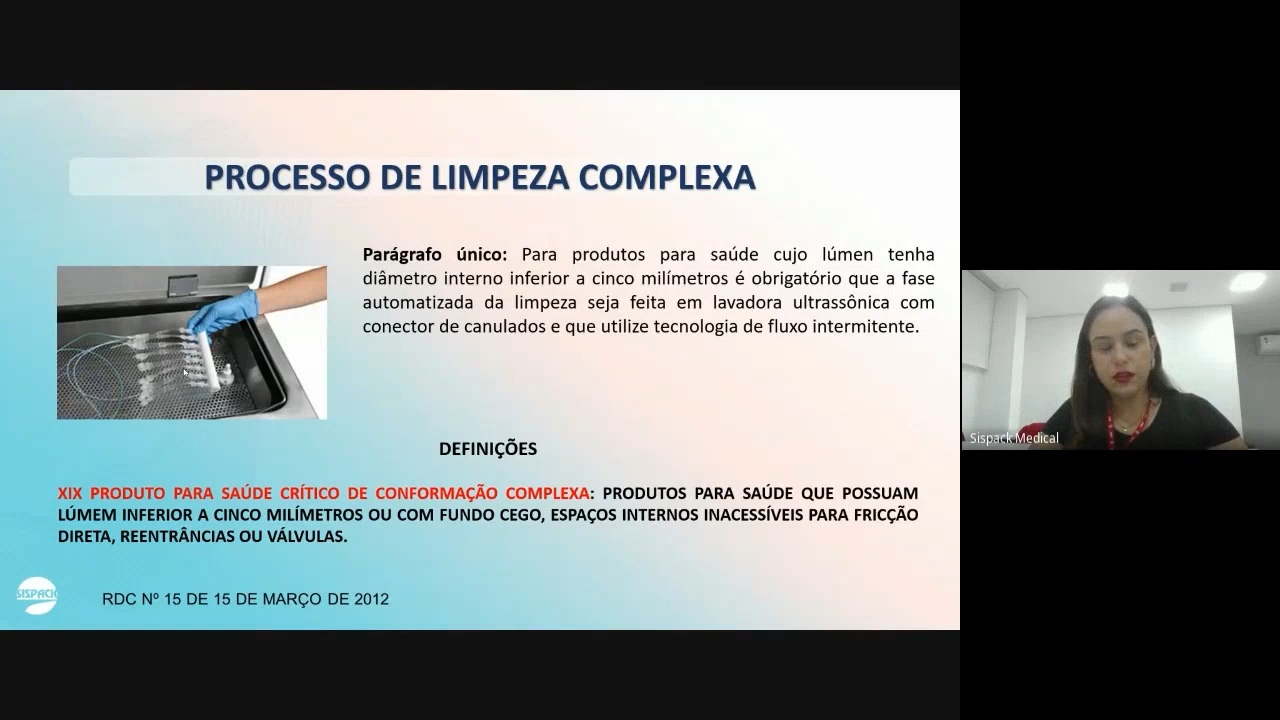 PROCESSO DE LIMPEZA COMPLEXA
Parágrafo único: Para produtos para saúde cujo lúmen tenha
diâmetro interno inferior a cinco milímetros é obrigatório que a fase
automatizada da limpeza seja feita em lavadora ultrassônica com
conector de canulados e que utilize tecnologia de fluxo intermitente.
DEFINIÇÕES
XIX PRODUTO PARA SAÚDE CRÍTICO DE CONFORMAÇÃO COMPLEXA: PRODUTOS PARA SAÚDE QUE POSSUAM
LÚMEM INFERIOR A CINCO MILÍMETROS OU COM FUNDO CEGO, ESPAÇOS INTERNOS INACESSÍVEIS PARA FRICÇÃO
DIRETA, REENTRÂNCIAS OU VÁLVULAS.
SISPACK
RDC Nº 15 DE 15 DE MARÇO DE 2012
Sispack Medical